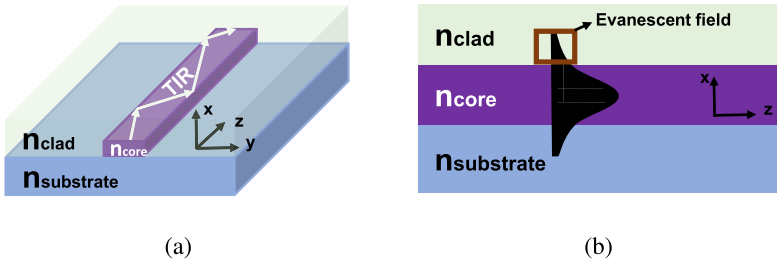 TIR
x
z
y
nclad
ncore
nsubstrate
(a)
Evanescent field
nclad
ncore
x
z
nsubstrate
(b)